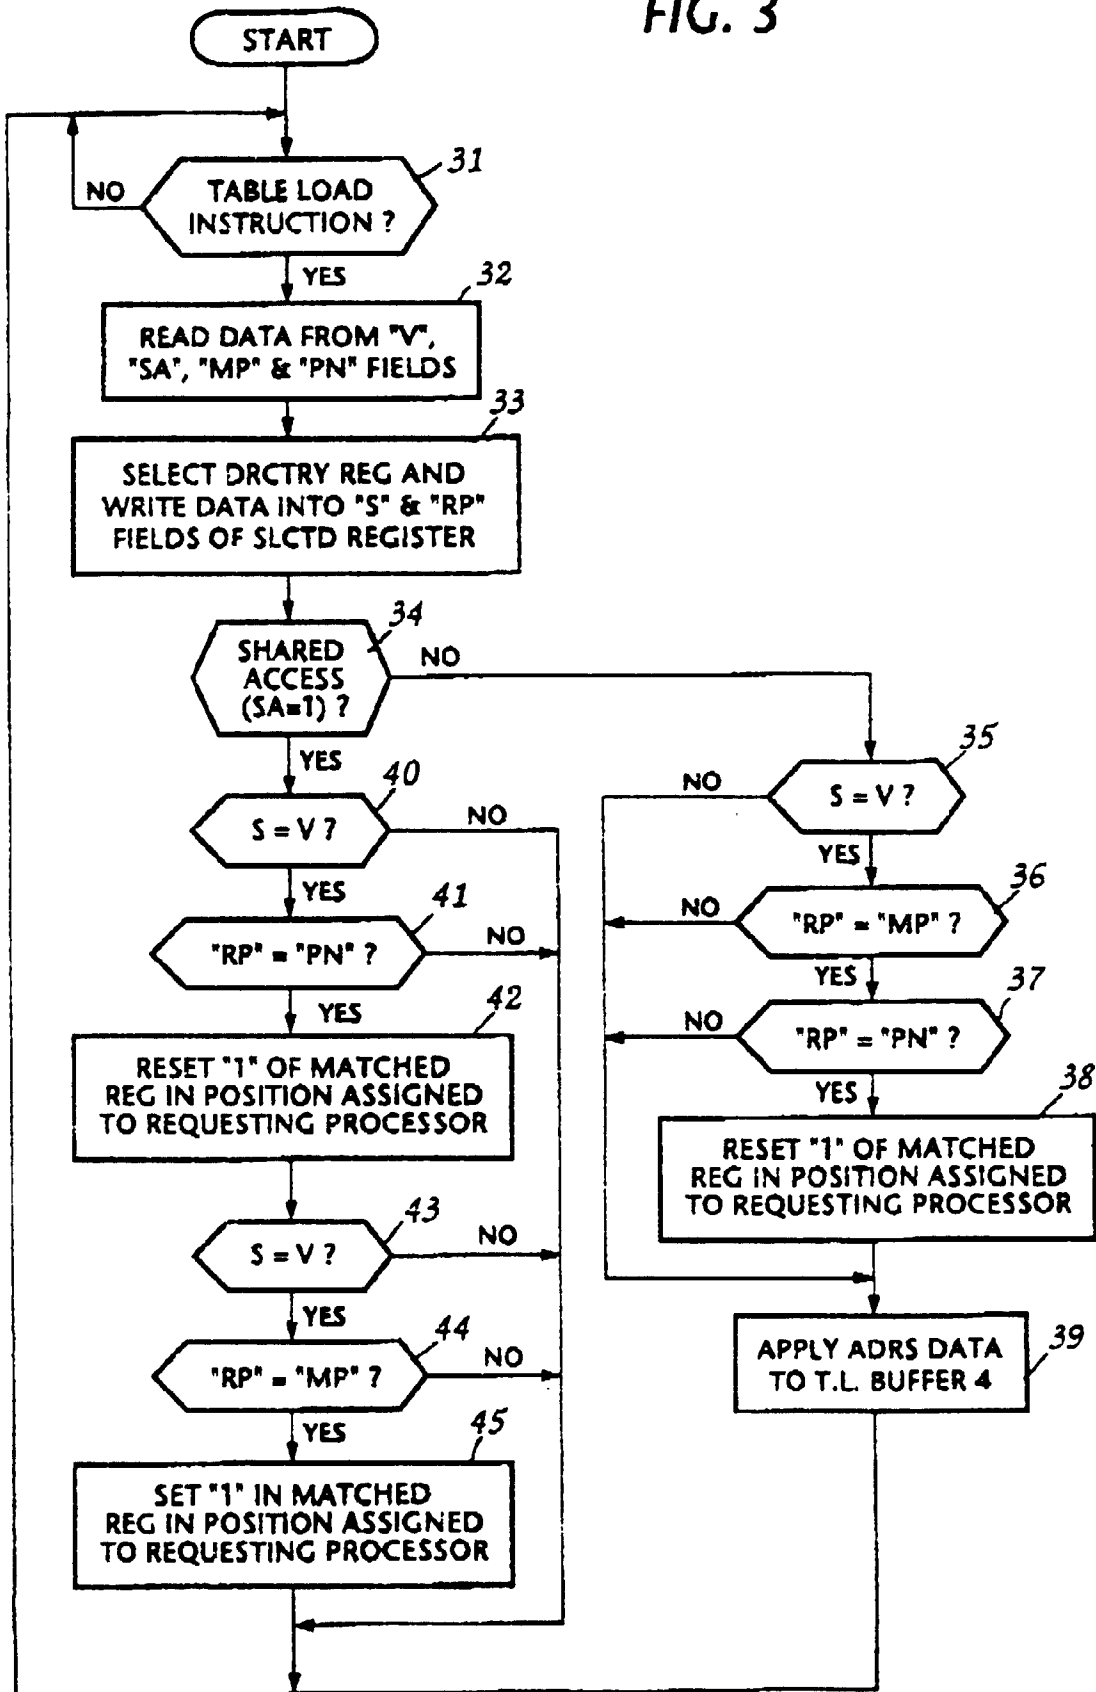 FIG. 3
START
31
TABLE LOAD
INSTRUCTION ?
NO
YES
32
READ DATA FROM "V",
"SA", "MP" & "PN" FIELDS
33
SELECT DRCTRY REG AND
WRITE DATA INTO "S" & "RP"
FIELDS OF SLCTD REGISTER
34
SHARED
ACCESS
(SA=1) ?
NO
YES
40
S = V ?
NO
YES
41
"RP" = "PN" ?
NO
YES
42
RESET "1" OF MATCHED
REG IN POSITION ASSIGNED
TO REQUESTING PROCESSOR
43
S = V ?
NO
YES
44
"RP" = "MP" ?
NO
YES
45
SET "1" IN MATCHED
REG IN POSITION ASSIGNED
TO REQUESTING PROCESSOR
35
NO
S = V ?
YES
36
NO
"RP" = "MP" ?
YES
37
NO
"RP" = "PN" ?
YES
38
RESET "1" OF MATCHED
REG IN POSITION ASSIGNED
TO REQUESTING PROCESSOR
39
APPLY ADRS DATA
TO T.L. BUFFER 4